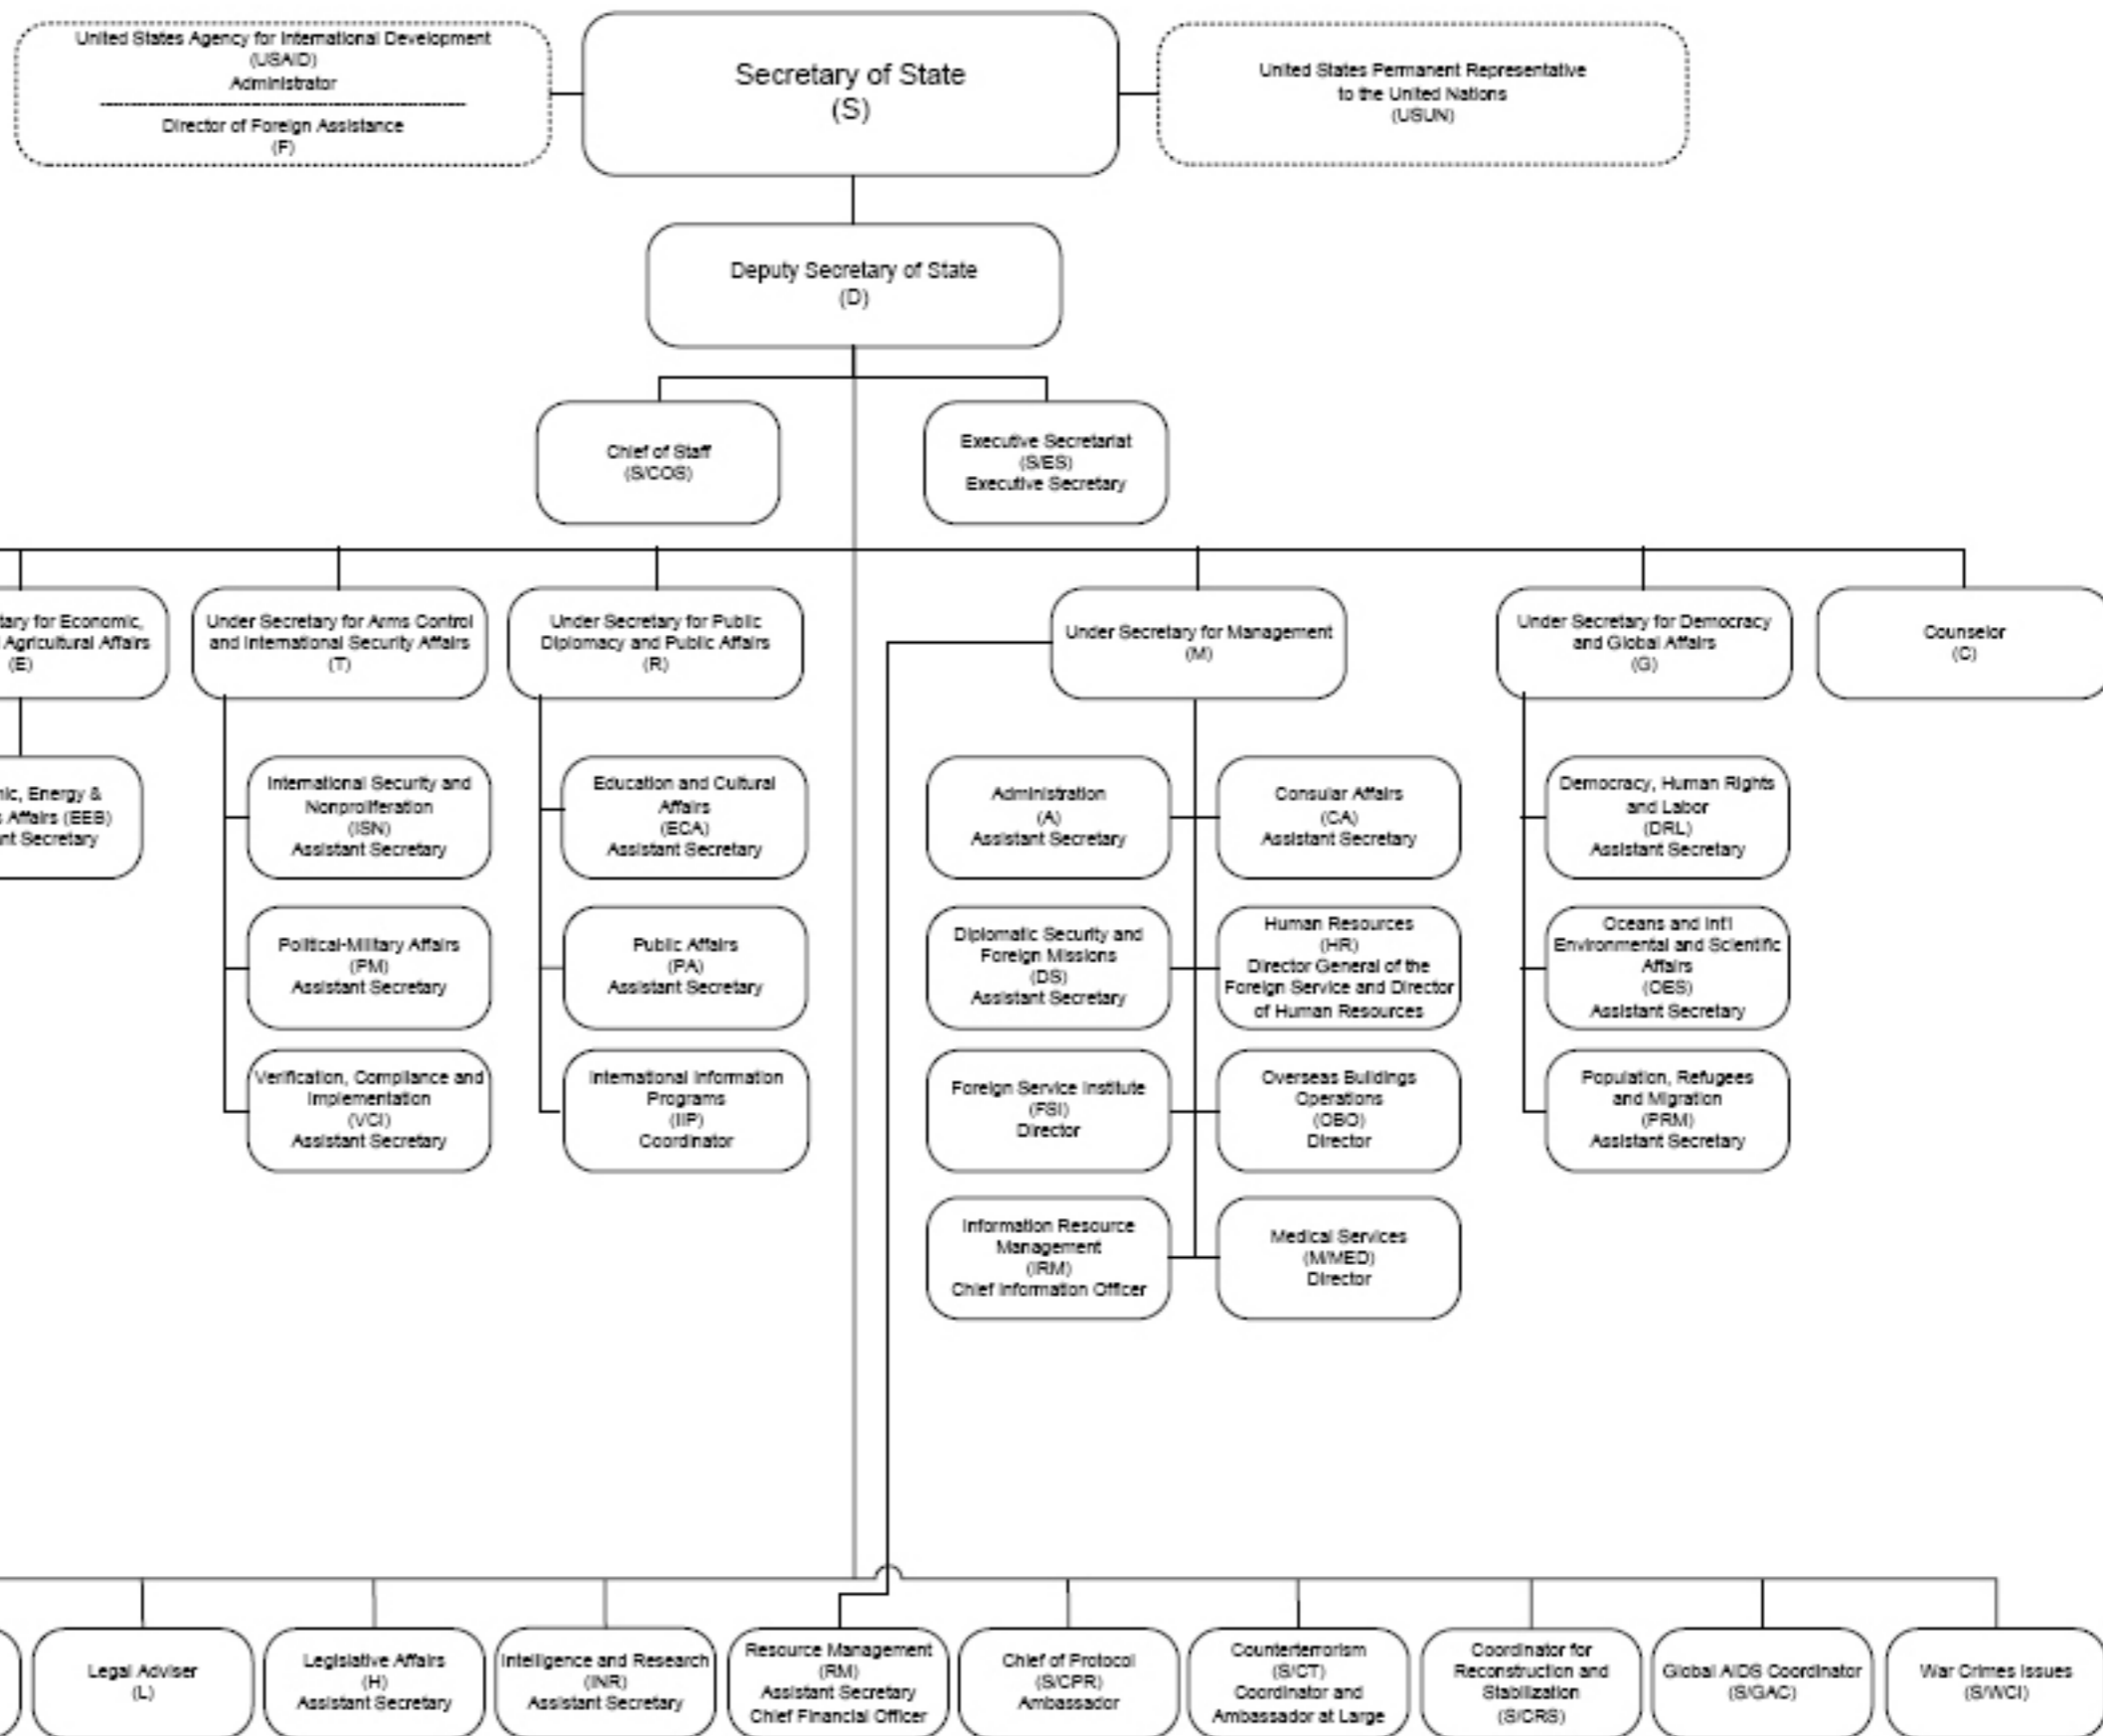 United States Agency for International Development
(USAID)
Administrator
Director of Foreign Assistance
(F)
Secretary of State
(S)
United States Permanent Representative
to the United Nations
(USUN)
Deputy Secretary of State
(D)
Chief of Staff
(S/COS)
Executive Secretariat
(S/ES)
Executive Secretary
tary for Economic,
Agricultural Affairs
(E)
Under Secretary for Arms Control
and International Security Affairs
(T)
Under Secretary for Public
Diplomacy and Public Affairs
(R)
Under Secretary for Management
(M)
Under Secretary for Democracy
and Global Affairs
(G)
Counselor
(C)
ic, Energy &
s Affairs (EEB)
nt Secretary
International Security and
Nonproliferation
(ISN)
Assistant Secretary
Education and Cultural
Affairs
(ECA)
Assistant Secretary
Administration
(A)
Assistant Secretary
Consular Affairs
(CA)
Assistant Secretary
Democracy, Human Rights
and Labor
(DRL)
Assistant Secretary
Political-Military Affairs
(PM)
Assistant Secretary
Public Affairs
(PA)
Assistant Secretary
Diplomatic Security and
Foreign Missions
(DS)
Assistant Secretary
Human Resources
(HR)
Director General of the
Foreign Service and Director
of Human Resources
Oceans and Int'l
Environmental and Scientific
Affairs
(OES)
Assistant Secretary
Verification, Compliance and
Implementation
(VCI)
Assistant Secretary
International Information
Programs
(IIP)
Coordinator
Foreign Service Institute
(FSI)
Director
Overseas Buildings
Operations
(OBO)
Director
Population, Refugees
and Migration
(PRM)
Assistant Secretary
Information Resource
Management
(IRM)
Chief Information Officer
Medical Services
(M/MED)
Director
Legal Adviser
(L)
Legislative Affairs
(H)
Assistant Secretary
Intelligence and Research
(INR)
Assistant Secretary
Resource Management
(RM)
Assistant Secretary
Chief Financial Officer
Chief of Protocol
(S/CPR)
Ambassador
Counterterrorism
(S/CT)
Coordinator and
Ambassador at Large
Coordinator for
Reconstruction and
Stabilization
(S/CRS)
Global AIDS Coordinator
(S/GAC)
War Crimes Issues
(S/WCI)